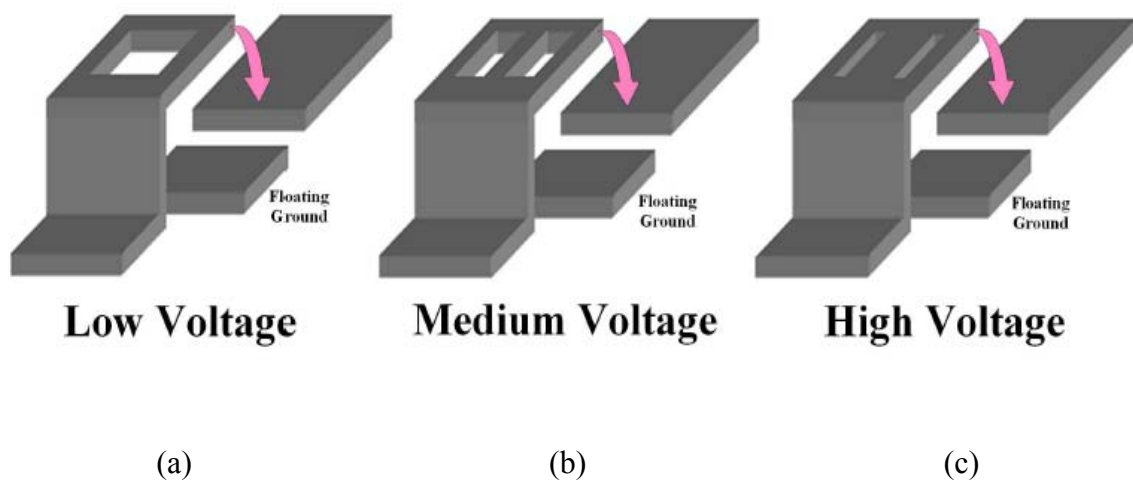 Floating
Ground
Floating
Ground
Floating
Ground
Low Voltage
Medium Voltage
High Voltage
(a)
(b)
(c)